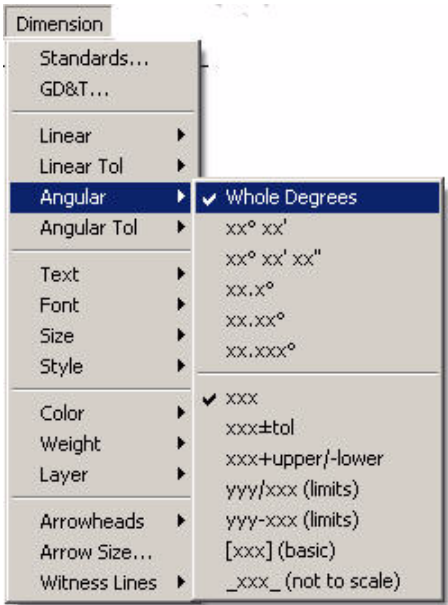 Dimension
Standards...
GD&T...
Linear
Linear Tol
Angular
Angular Tol
Text
Font
Size
Style
Color
Weight
Layer
Arrowheads
Arrow Size...
Witness Lines
Whole Degrees
xx° xx'
xx° xx' xx"
xx.x°
xx.xx°
xx.xxx°
xxx
xxx±tol
xxx+upper/-lower
yyy/xxx (limits)
yyy-xxx (limits)
[xxx] (basic)
_xxx_ (not to scale)